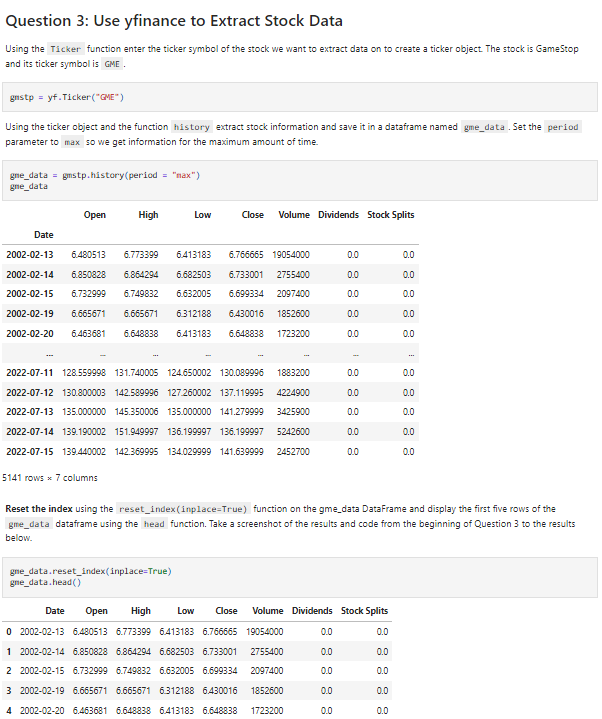 Question 3: Use yfinance to Extract Stock Data
Using the Ticker function enter the ticker symbol of the stock we want to extract data on to create a ticker object. The stock is GameStop
and its ticker symbol is GME .
gmstp = yf.Ticker("GME")
Using the ticker object and the function history extract stock information and save it in a dataframe named gme_data . Set the period
parameter to max so we get information for the maximum amount of time.
gme_data = gmstp.history(period = "max")
gme_data
Open High Low Close Volume Dividends Stock Splits
Date
2002-02-13 6.480513 6.773399 6.413183 6.766665 19054000 0.0 0.0
2002-02-14 6.850828 6.864294 6.682503 6.733001 2755400 0.0 0.0
2002-02-15 6.732999 6.749832 6.632005 6.699334 2097400 0.0 0.0
2002-02-19 6.665671 6.665671 6.312188 6.430016 1852600 0.0 0.0
2002-02-20 6.463681 6.648838 6.413183 6.648838 1723200 0.0 0.0
... ... ... ... ... ... ... ...
2022-07-11 128.559998 131.740005 124.650002 130.089996 1883200 0.0 0.0
2022-07-12 130.800003 142.589996 127.260002 137.119995 4224900 0.0 0.0
2022-07-13 135.000000 145.350006 135.000000 141.279999 3425900 0.0 0.0
2022-07-14 139.190002 151.949997 136.199997 136.199997 5242600 0.0 0.0
2022-07-15 139.440002 142.369995 134.029999 141.639999 2452700 0.0 0.0
5141 rows × 7 columns
Reset the index using the reset_index(inplace=True) function on the gme_data DataFrame and display the first five rows of the
gme_data dataframe using the head function. Take a screenshot of the results and code from the beginning of Question 3 to the results
below.
gme_data.reset_index(inplace=True)
gme_data.head()
Date Open High Low Close Volume Dividends Stock Splits
0 2002-02-13 6.480513 6.773399 6.413183 6.766665 19054000 0.0 0.0
1 2002-02-14 6.850828 6.864294 6.682503 6.733001 2755400 0.0 0.0
2 2002-02-15 6.732999 6.749832 6.632005 6.699334 2097400 0.0 0.0
3 2002-02-19 6.665671 6.665671 6.312188 6.430016 1852600 0.0 0.0
4 2002-02-20 6.463681 6.648838 6.413183 6.648838 1723200 0.0 0.0